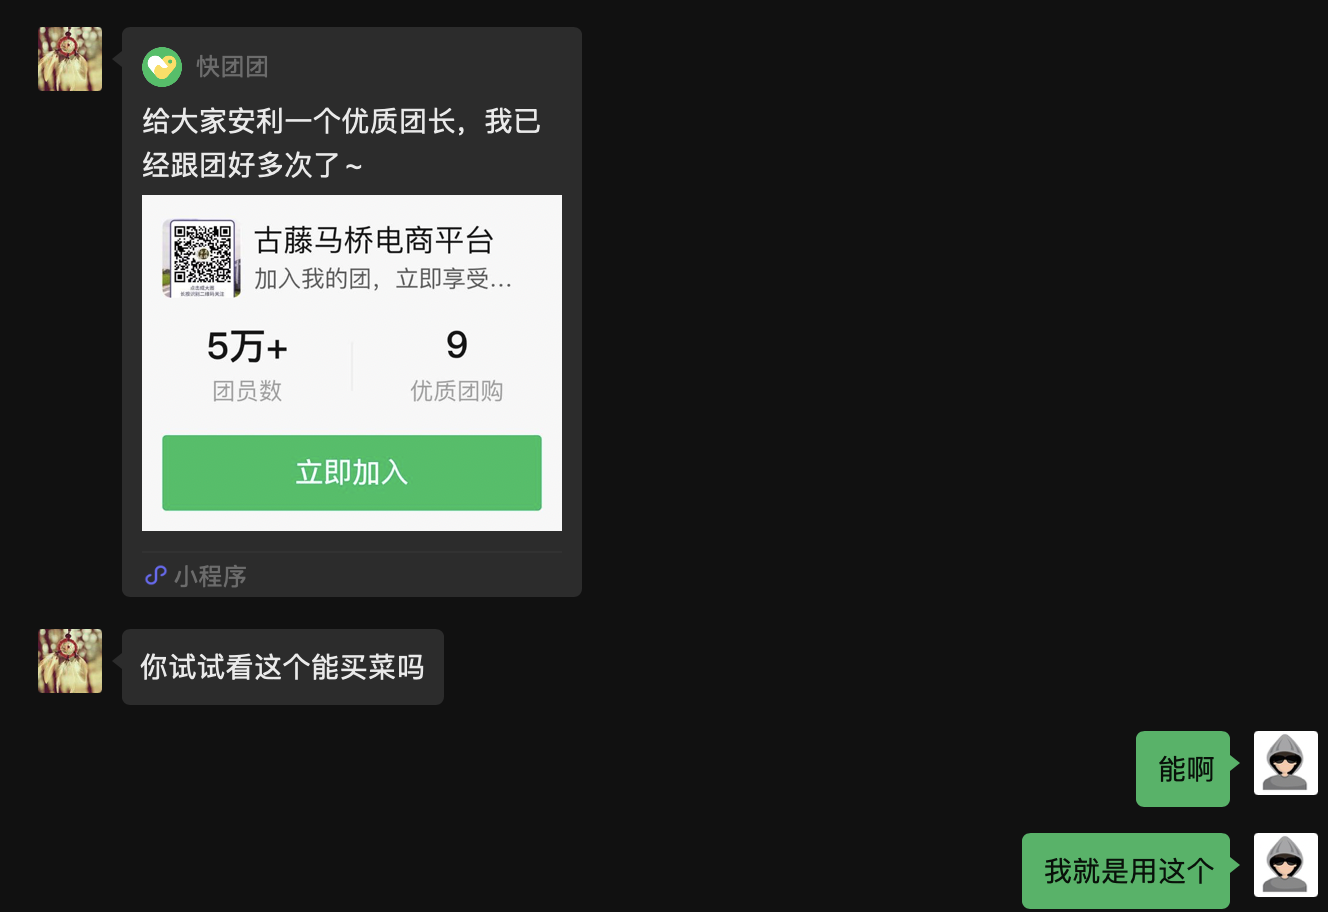 快团团
给大家安利一个优质团长，我已
经跟团好多次了～
古藤马桥电商平台
加入我的团，立即享受...
5万+
9
团员数
优质团购
立即加入
小程序
你试试看这个能买菜吗
能啊
我就是用这个